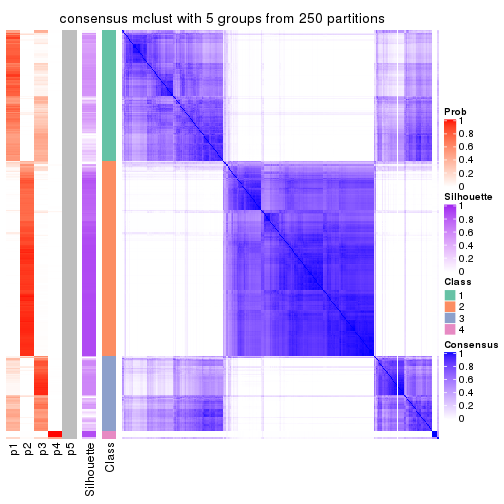 consensus mclust with 5 groups from 250 partitions
Prob
1
0.8
0.6
0.4
0.2
0
Silhouette
1
0.8
0.6
0.4
0.2
0
Class
1
2
3
4
Consensus
1
0.8
0.6
0.4
0.2
0
p1
p2
p3
p4
p5
Silhouette
Class